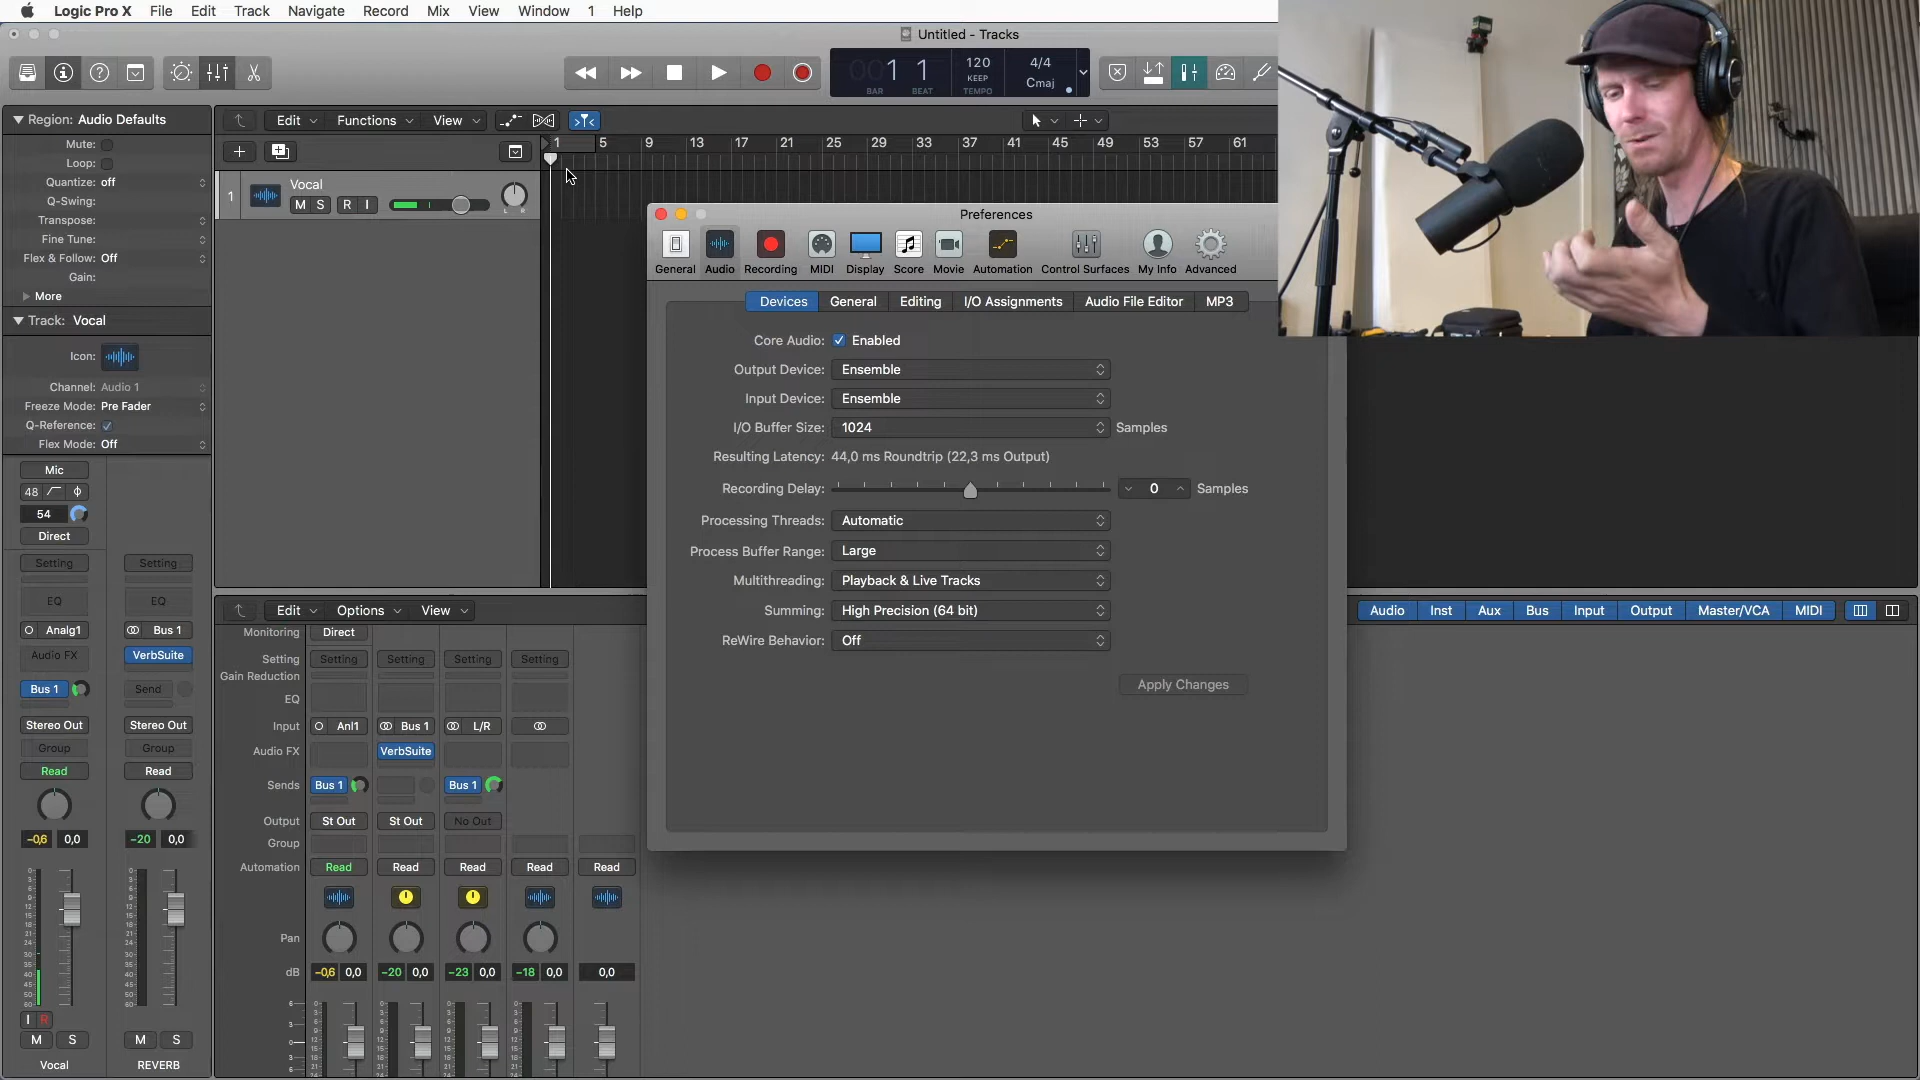 Logic Pro X File Edit Track Navigate Record Mix View Window 1 Help
Untitled - Tracks
1 1
BAR BEAT
120
KEEP
TEMPO
4/4
Cmaj
Region: Audio Defaults
Mute:
Loop:
Quantize: off
Q-Swing:
Transpose:
Fine Tune:
Flex & Follow: Off
Gain:
More
Track: Vocal
Icon:
Channel: Audio 1
Freeze Mode: Pre Fader
Q-Reference:
Flex Mode: Off
Edit Functions View
1 5 9 13 17 21 25 29 33 37 41 45 49 53 57 61
1 Vocal
M S R I
L R
Preferences
General Audio Recording MIDI Display Score Movie Automation Control Surfaces My Info Advanced
Devices General Editing I/O Assignments Audio File Editor MP3
Core Audio: Enabled
Output Device: Ensemble
Input Device: Ensemble
I/O Buffer Size: 1024 Samples
Resulting Latency: 44,0 ms Roundtrip (22,3 ms Output)
Recording Delay: 0 Samples
Processing Threads: Automatic
Process Buffer Range: Large
Multithreading: Playback & Live Tracks
Summing: High Precision (64 bit)
ReWire Behavior: Off
Apply Changes
Mic
48
54
Direct
Setting Setting
EQ EQ
Analg1 Bus 1
Audio FX VerbSuite
Bus 1 Send
Stereo Out Stereo Out
Group Group
Read Read
-0,6 0,0 -20 0,0
I R
M S M S
Vocal REVERB
Edit Options View
Audio Inst Aux Bus Input Output Master/VCA MIDI
Monitoring Direct
Setting Setting Setting Setting Setting
Gain Reduction
EQ
Input Anl1 Bus 1 L/R
Audio FX VerbSuite
Sends Bus 1 Bus 1
Output St Out St Out No Out
Group
Automation Read Read Read Read Read
Pan
dB -0,6 0,0 -20 0,0 -23 0,0 -18 0,0 0,0